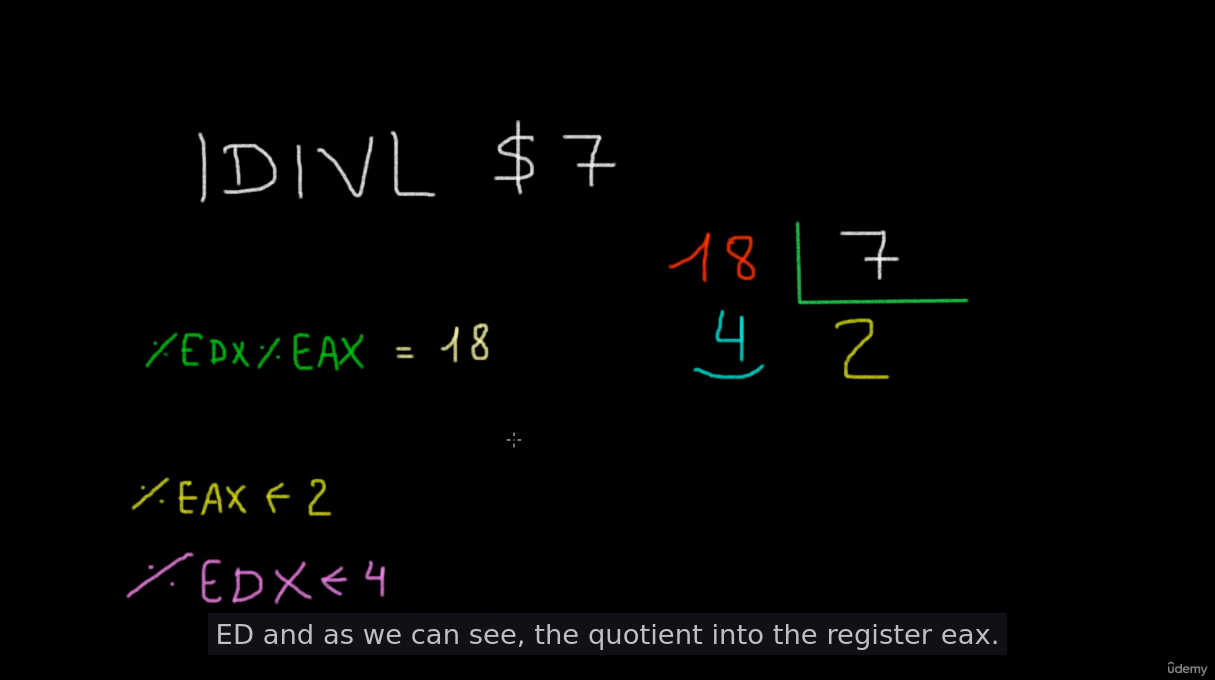 IDIVL $7
18 7
4 2
%EDX%EAX = 18
%EAX ← 2
%EDX ← 4
ED and as we can see, the quotient into the register eax.
ûdemy